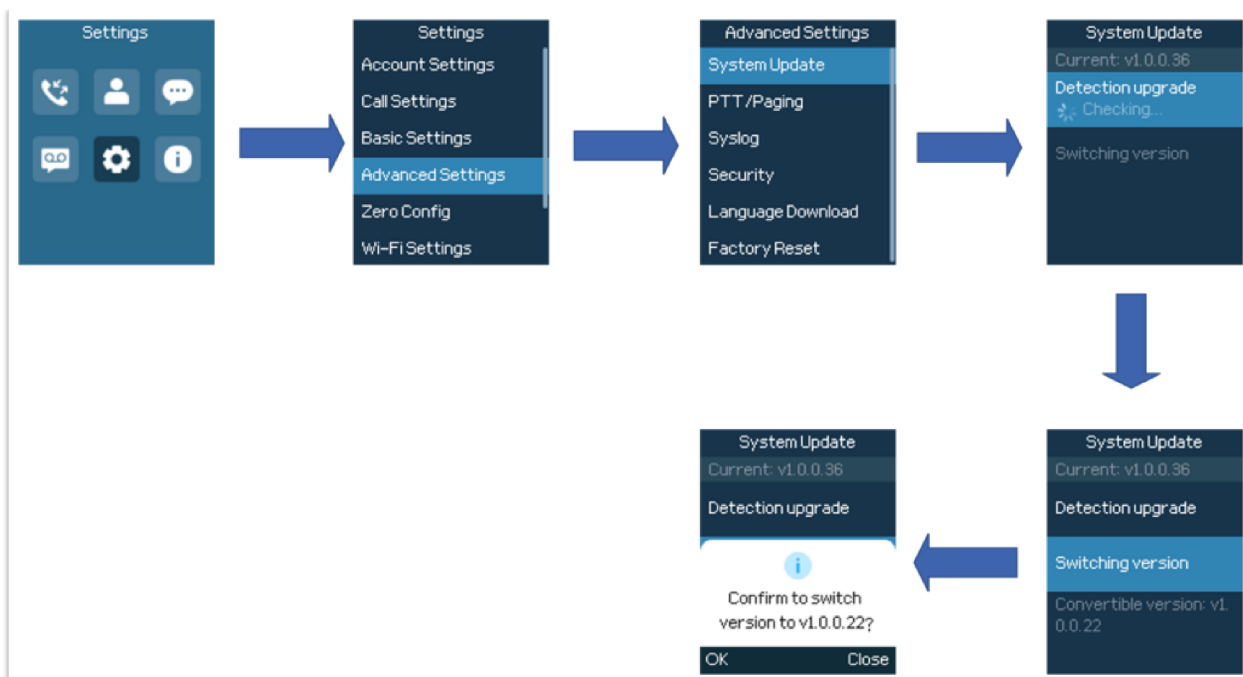 Settings
Settings
Account Settings
Call Settings
Basic Settings
Advanced Settings
Zero Config
Wi-Fi Settings
Advanced Settings
System Update
PTT/Paging
Syslog
Security
Language Download
Factory Reset
System Update
Current: v1.0.0.36
Detection upgrade
Checking...
Switching version
System Update
Current: v1.0.0.36
Detection upgrade
Switching version
Convertible version: v1.
0.0.22
System Update
Current: v1.0.0.36
Detection upgrade
Confirm to switch
version to v1.0.0.22?
OK Close